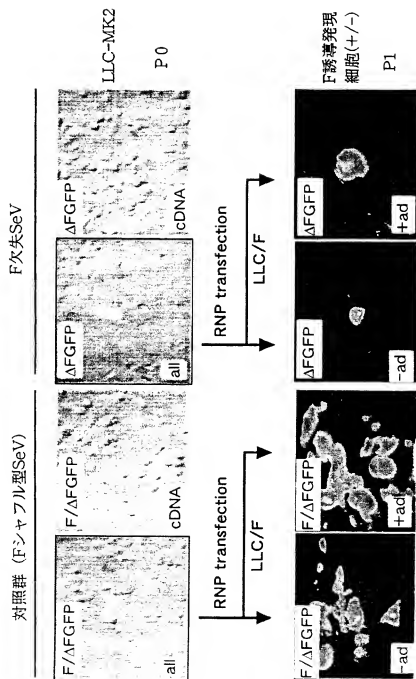 対照群 (Fシャフル型SeV)
F欠失SeV
F/ΔFGFP
all
F/ΔFGFP
cDNA
ΔFGFP
all
ΔFGFP
cDNA
LLC-MK2
P0
RNP transfection
LLC/F
RNP transfection
LLC/F
F/ΔFGFP
-ad
F/ΔFGFP
+ad
ΔFGFP
-ad
ΔFGFP
+ad
F誘導発現
細胞(+/-)
P1